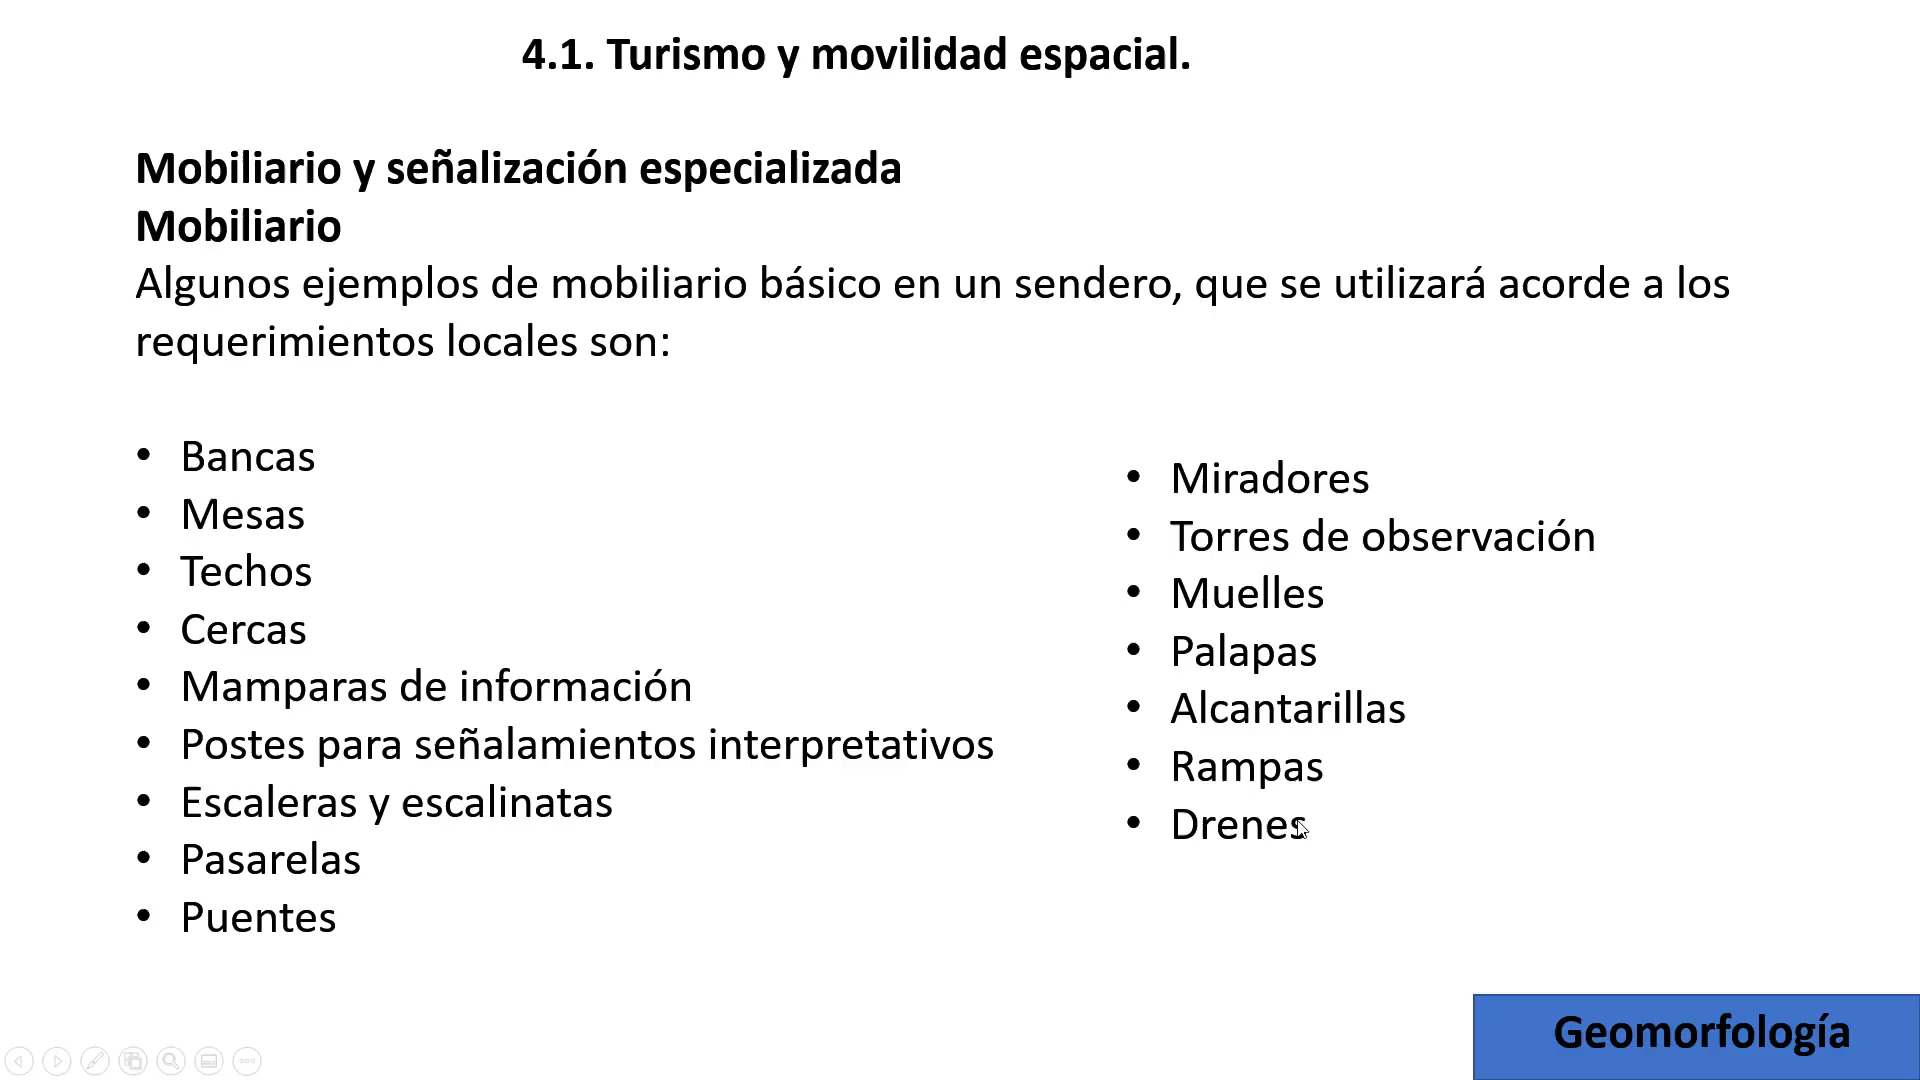 4.1. Turismo y movilidad espacial.
Mobiliario y señalización especializada
Mobiliario
Algunos ejemplos de mobiliario básico en un sendero, que se utilizará acorde a los
requerimientos locales son:
• Bancas
• Mesas
• Techos
• Cercas
• Mamparas de información
• Postes para señalamientos interpretativos
• Escaleras y escalinatas
• Pasarelas
• Puentes
• Miradores
• Torres de observación
• Muelles
• Palapas
• Alcantarillas
• Rampas
• Drenes
Geomorfología